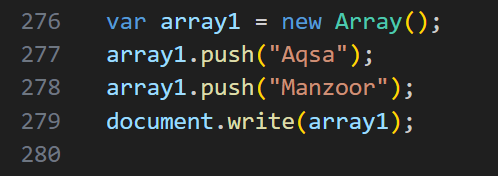 276 var array1 = new Array();
277 array1.push("Aqsa");
278 array1.push("Manzoor");
279 document.write(array1);
280